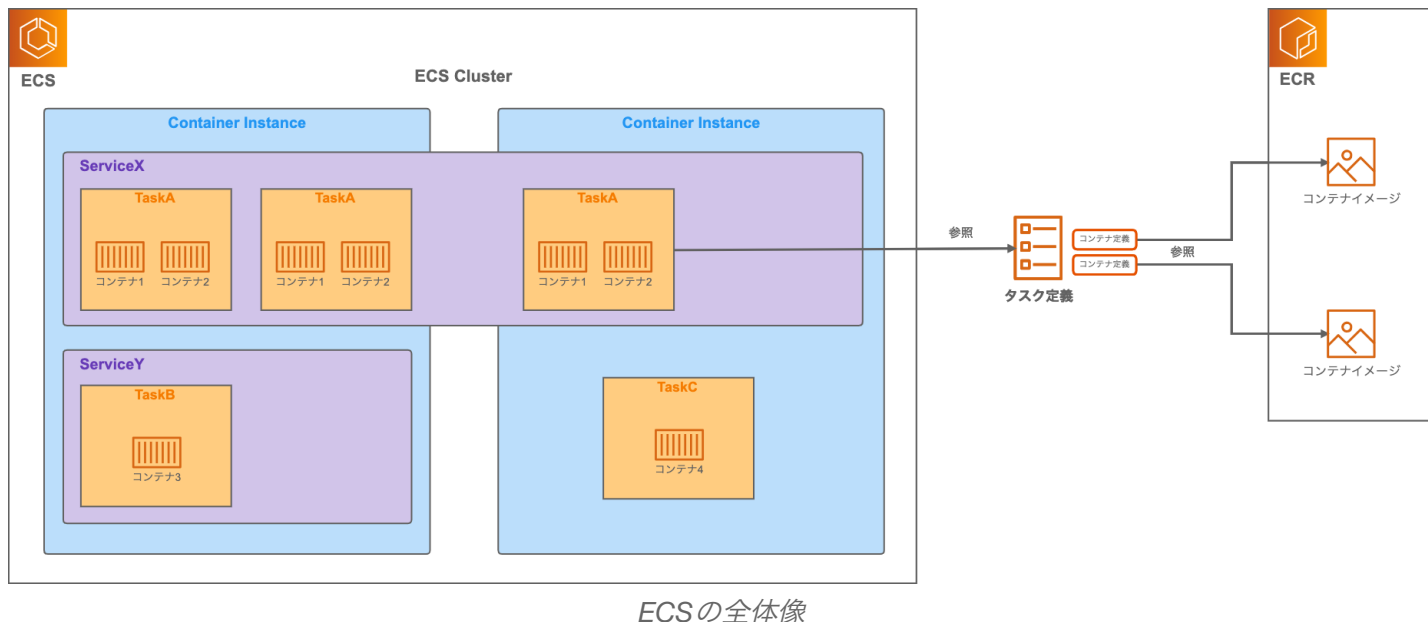 ECS
ECS Cluster
Container Instance
Container Instance
ServiceX
TaskA
コンテナ1
コンテナ2
TaskA
コンテナ1
コンテナ2
TaskA
コンテナ1
コンテナ2
ServiceY
TaskB
コンテナ3
TaskC
コンテナ4
参照
タスク定義
コンテナ定義
コンテナ定義
参照
ECR
コンテナイメージ
コンテナイメージ
ECSの全体像